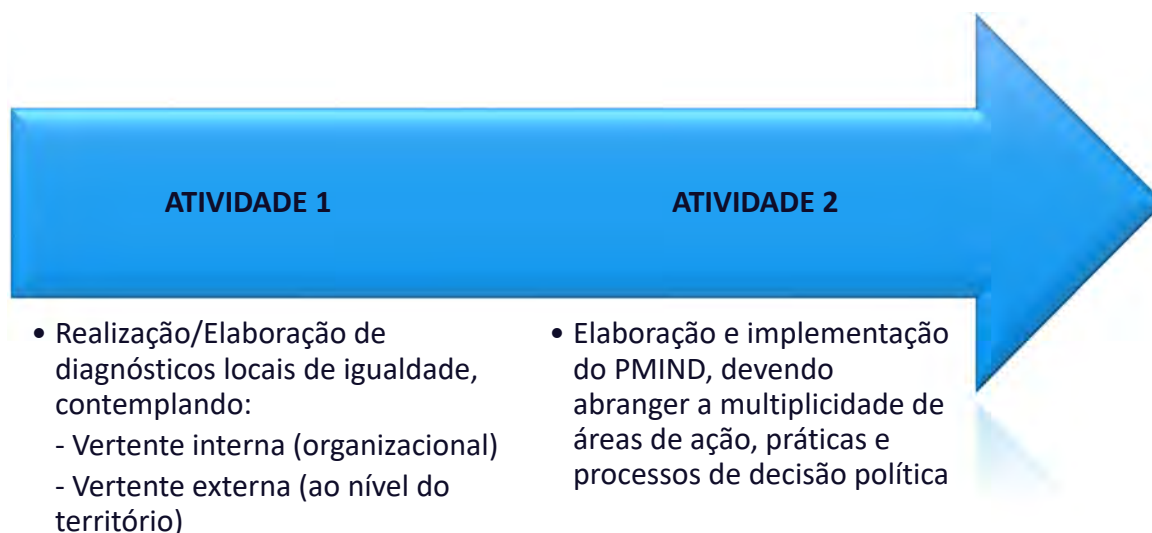 ATIVIDADE 1
ATIVIDADE 2
• Realização/Elaboração de
diagnósticos locais de igualdade,
contemplando:
- Vertente interna (organizacional)
- Vertente externa (ao nível do
território)
• Elaboração e implementação
do PMIND, devendo
abranger a multiplicidade de
áreas de ação, práticas e
processos de decisão política